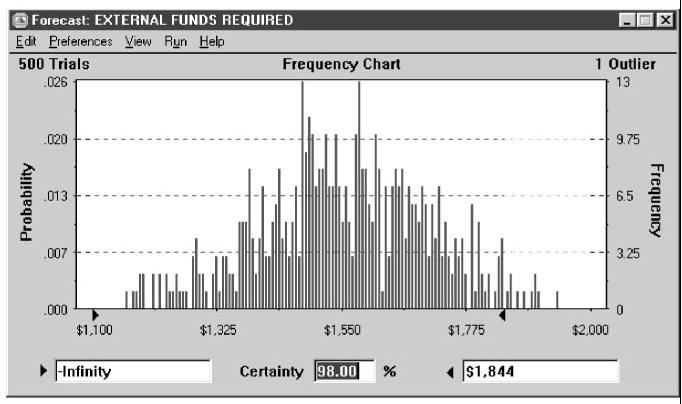 Forecast: EXTERNAL FUNDS REQUIRED
Edit Preferences View Run Help
500 Trials Frequency Chart 1 Outlier
.026 13
.020 9.75
.013 6.5
.007 3.25
.000 0
Probability
Frequency
$1,100 $1,325 $1,550 $1,775 $2,000
-Infinity Certainty 98.00 % $1,844